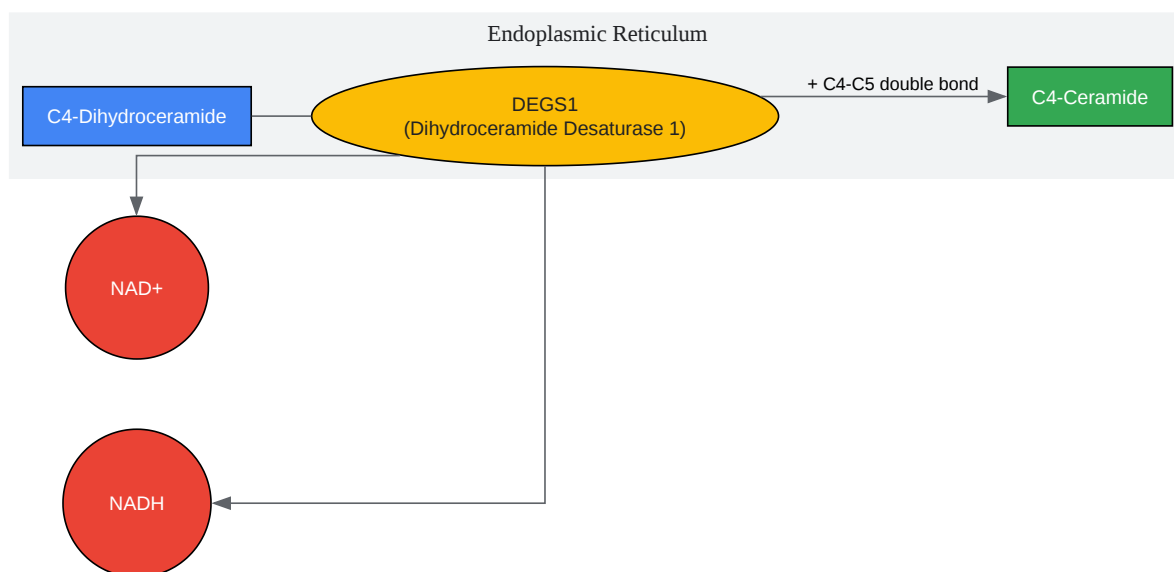 Endoplasmic Reticulum
C4-Dihydroceramide
DEGS1
(Dihydroceramide Desaturase 1)
+ C4-C5 double bond
C4-Ceramide
NAD+
NADH